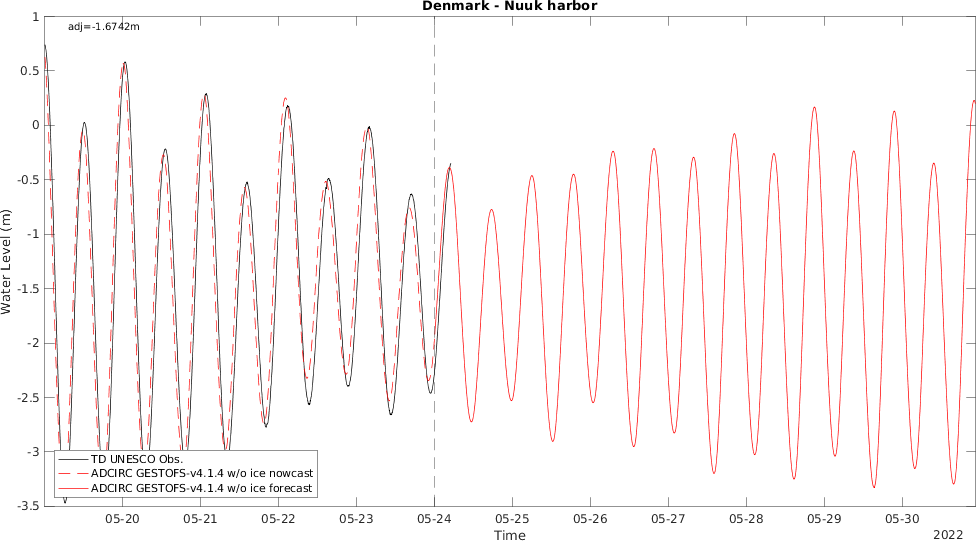 Denmark - Nuuk harbor
adj=-1.6742m
1
0.5
0
-0.5
-1
-1.5
-2
-2.5
-3
-3.5
Water Level (m)
TD UNESCO Obs.
ADCIRC GESTOFS-v4.1.4 w/o ice nowcast
ADCIRC GESTOFS-v4.1.4 w/o ice forecast
05-20 05-21 05-22 05-23 05-24 05-25 05-26 05-27 05-28 05-29 05-30
Time
2022